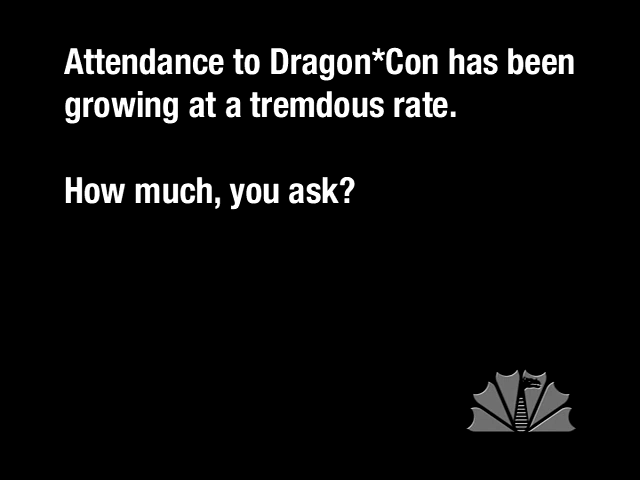 Attendance to Dragon*Con has been
growing at a tremdous rate.
How much, you ask?